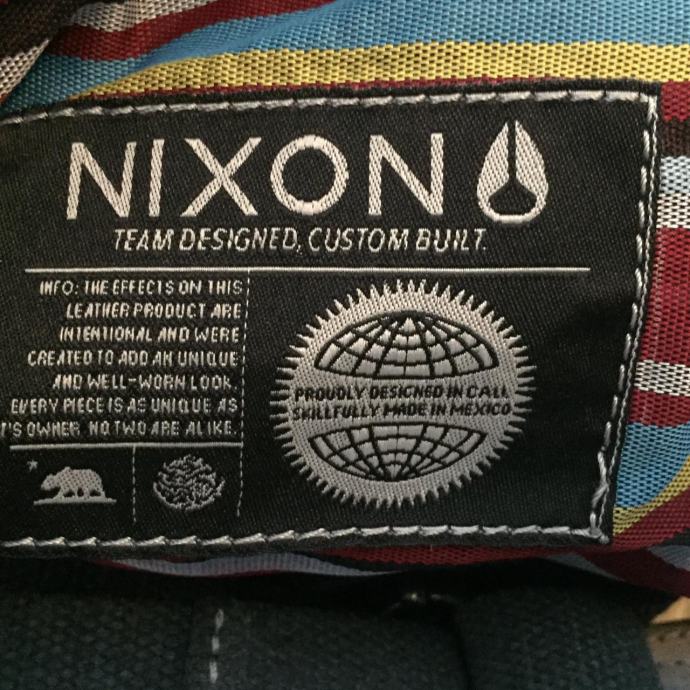 NIXON
TEAM DESIGNED, CUSTOM BUILT.
INFO: THE EFFECTS ON THIS
LEATHER PRODUCT ARE
INTENTIONAL AND WERE
CREATED TO ADD AN UNIQUE
AND WELL-WORN LOOK.
EVERY PIECE IS AS UNIQUE AS
IT'S OWNER. NO TWO ARE ALIKE.
PROUDLY DESIGNED IN CALI.
SKILLFULLY MADE IN MEXICO